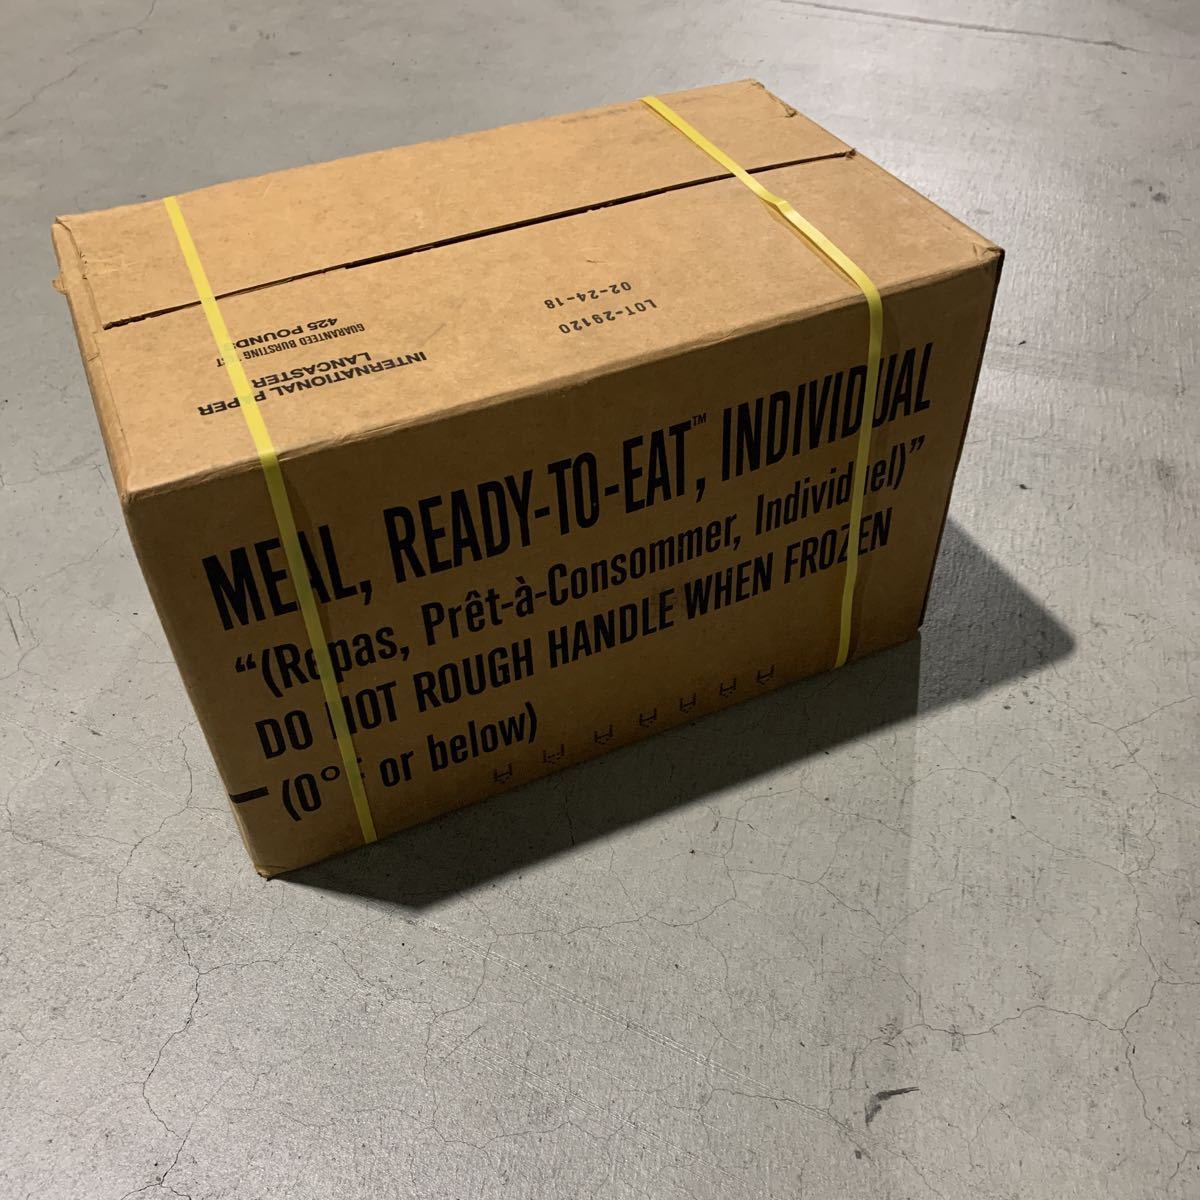 LOT-29120
02-24-18
INTERNATIONAL PAPER
LANCASTER
GUARANTEED BURSTING TEST
425 POUNDS
MEAL, READY-TO-EAT™, INDIVIDUAL
“(Repas, Prêt-à-Consommer, Individuel)”
DO NOT ROUGH HANDLE WHEN FROZEN
(0° F or below)